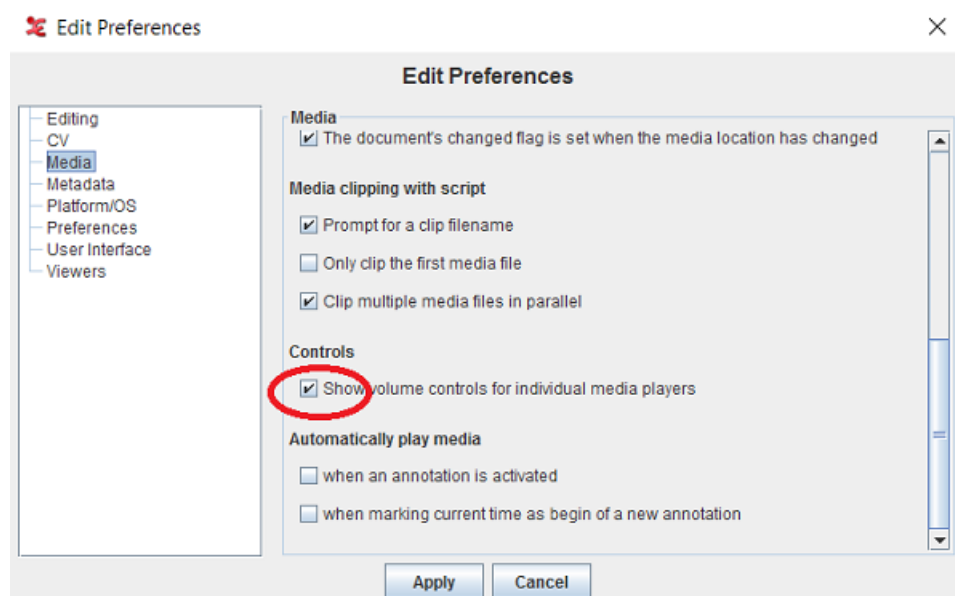 Edit Preferences
Edit Preferences
Editing
CV
Media
Metadata
Platform/OS
Preferences
User Interface
Viewers
Media
The document's changed flag is set when the media location has changed
Media clipping with script
Prompt for a clip filename
Only clip the first media file
Clip multiple media files in parallel
Controls
Show volume controls for individual media players
Automatically play media
when an annotation is activated
when marking current time as begin of a new annotation
Apply Cancel